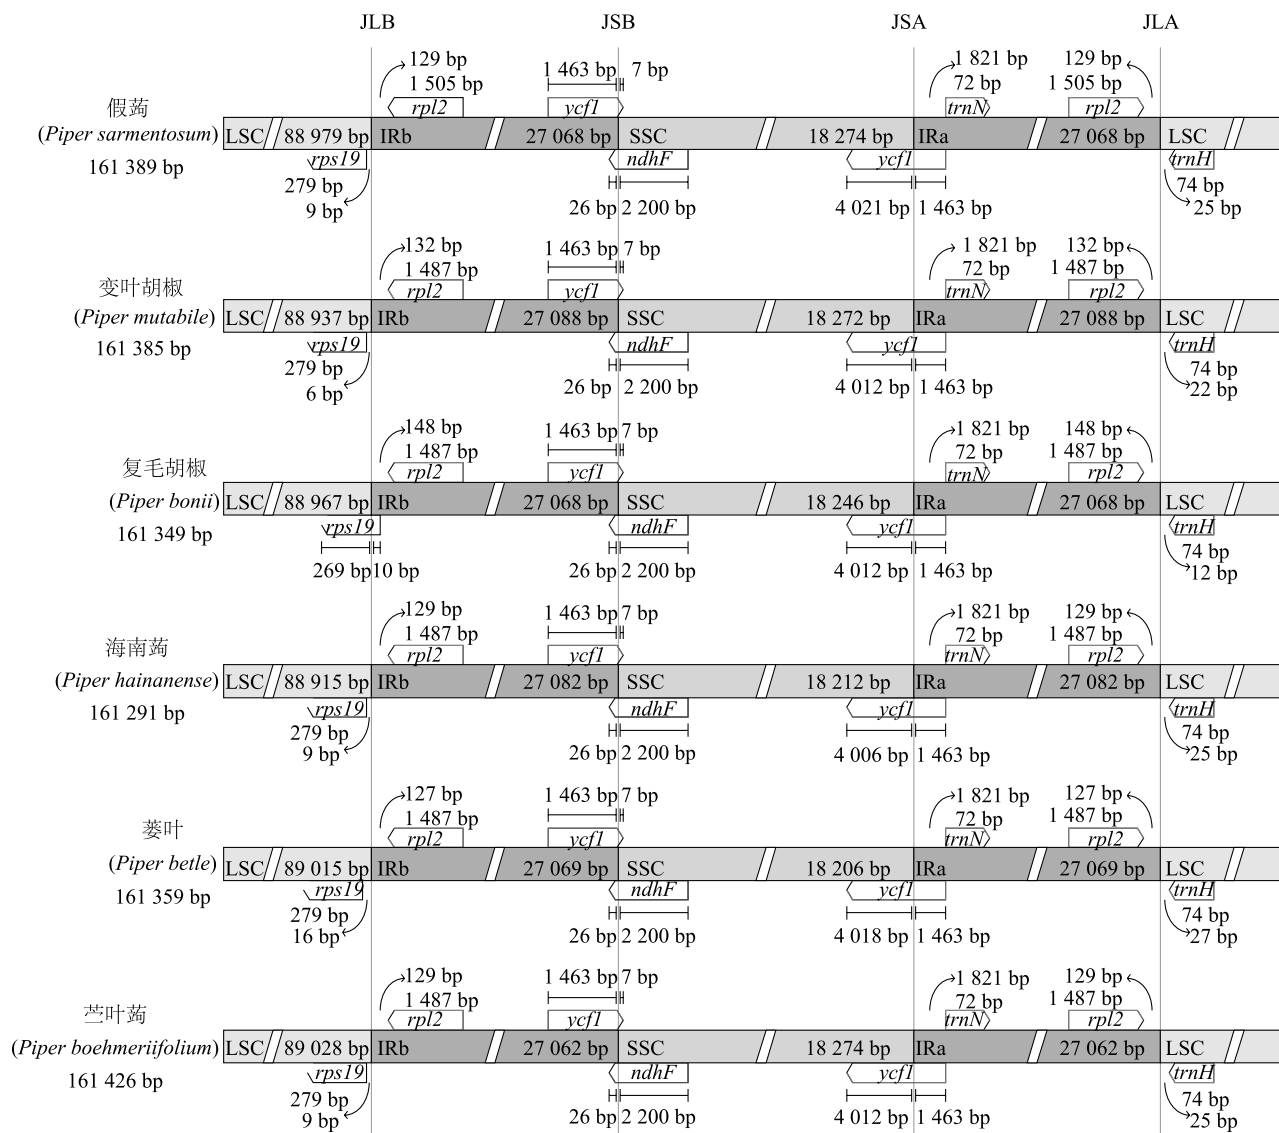 JLB JSB JSA JLA
129 bp 1 821 bp 129 bp
1 505 bp 1 463 bp 7 bp 72 bp 1 505 bp
假蒟 rpl2 ycf1 trnN rpl2
(Piper sarmentosum) LSC 88 979 bp IRb 27 068 bp SSC 18 274 bp IRa 27 068 bp LSC
161 389 bp rps19 ndhF ycf1 trnH
279 bp 74 bp
9 bp 26 bp 2 200 bp 4 021 bp 1 463 bp 25 bp
132 bp 1 463 bp 7 bp 1 821 bp 132 bp
1 487 bp 72 bp 1 487 bp
变叶胡椒 rpl2 ycf1 trnN rpl2
(Piper mutabile) LSC 88 937 bp IRb 27 088 bp SSC 18 272 bp IRa 27 088 bp LSC
161 385 bp rps19 ndhF ycf1 trnH
279 bp 74 bp
6 bp 26 bp 2 200 bp 4 012 bp 1 463 bp 22 bp
148 bp 1 463 bp 7 bp 1 821 bp 148 bp
1 487 bp 72 bp 1 487 bp
复毛胡椒 rpl2 ycf1 trnN rpl2
(Piper bonii) LSC 88 967 bp IRb 27 068 bp SSC 18 246 bp IRa 27 068 bp LSC
161 349 bp rps19 ndhF ycf1 trnH
74 bp
269 bp 10 bp 26 bp 2 200 bp 4 012 bp 1 463 bp 12 bp
129 bp 1 463 bp 7 bp 1 821 bp 129 bp
1 487 bp 72 bp 1 487 bp
海南蒟 rpl2 ycf1 trnN rpl2
(Piper hainanense) LSC 88 915 bp IRb 27 082 bp SSC 18 212 bp IRa 27 082 bp LSC
161 291 bp rps19 ndhF ycf1 trnH
279 bp 74 bp
9 bp 26 bp 2 200 bp 4 006 bp 1 463 bp 25 bp
127 bp 1 463 bp 7 bp 1 821 bp 127 bp
1 487 bp 72 bp 1 487 bp
蒌叶 rpl2 ycf1 trnN rpl2
(Piper betle) LSC 89 015 bp IRb 27 069 bp SSC 18 206 bp IRa 27 069 bp LSC
161 359 bp rps19 ndhF ycf1 trnH
279 bp 74 bp
16 bp 26 bp 2 200 bp 4 018 bp 1 463 bp 27 bp
129 bp 1 463 bp 7 bp 1 821 bp 129 bp
1 487 bp 72 bp 1 487 bp
苎叶蒟 rpl2 ycf1 trnN rpl2
(Piper boehmeriifolium) LSC 89 028 bp IRb 27 062 bp SSC 18 274 bp IRa 27 062 bp LSC
161 426 bp rps19 ndhF ycf1 trnH
279 bp 74 bp
9 bp 26 bp 2 200 bp 4 012 bp 1 463 bp 25 bp